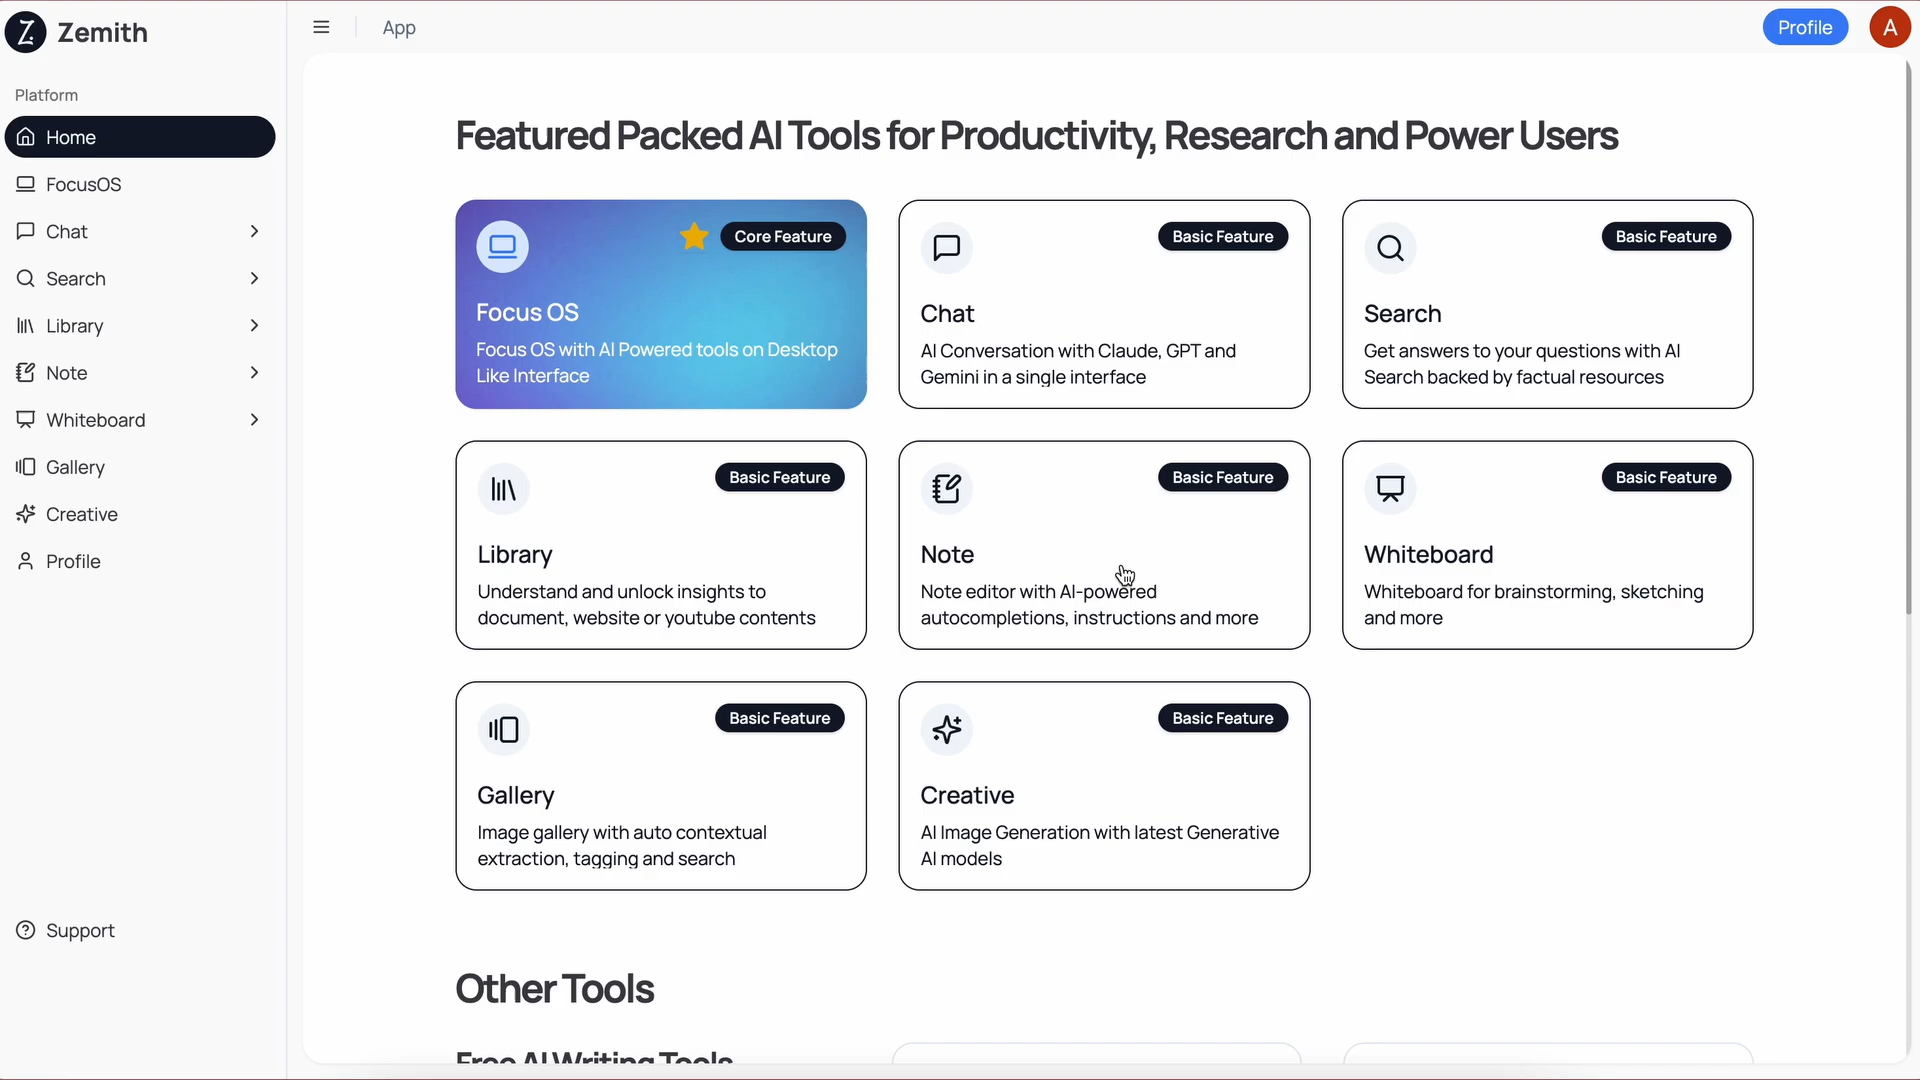 Zemith
App
Profile
A
Platform
Home
FocusOS
Chat
Search
Library
Note
Whiteboard
Gallery
Creative
Profile
Support
Featured Packed AI Tools for Productivity, Research and Power Users
Core Feature
Focus OS
Focus OS with AI Powered tools on Desktop
Like Interface
Basic Feature
Chat
AI Conversation with Claude, GPT and
Gemini in a single interface
Basic Feature
Search
Get answers to your questions with AI
Search backed by factual resources
Basic Feature
Library
Understand and unlock insights to
document, website or youtube contents
Basic Feature
Note
Note editor with AI-powered
autocompletions, instructions and more
Basic Feature
Whiteboard
Whiteboard for brainstorming, sketching
and more
Basic Feature
Gallery
Image gallery with auto contextual
extraction, tagging and search
Basic Feature
Creative
AI Image Generation with latest Generative
AI models
Other Tools
Free AI Writing Tools